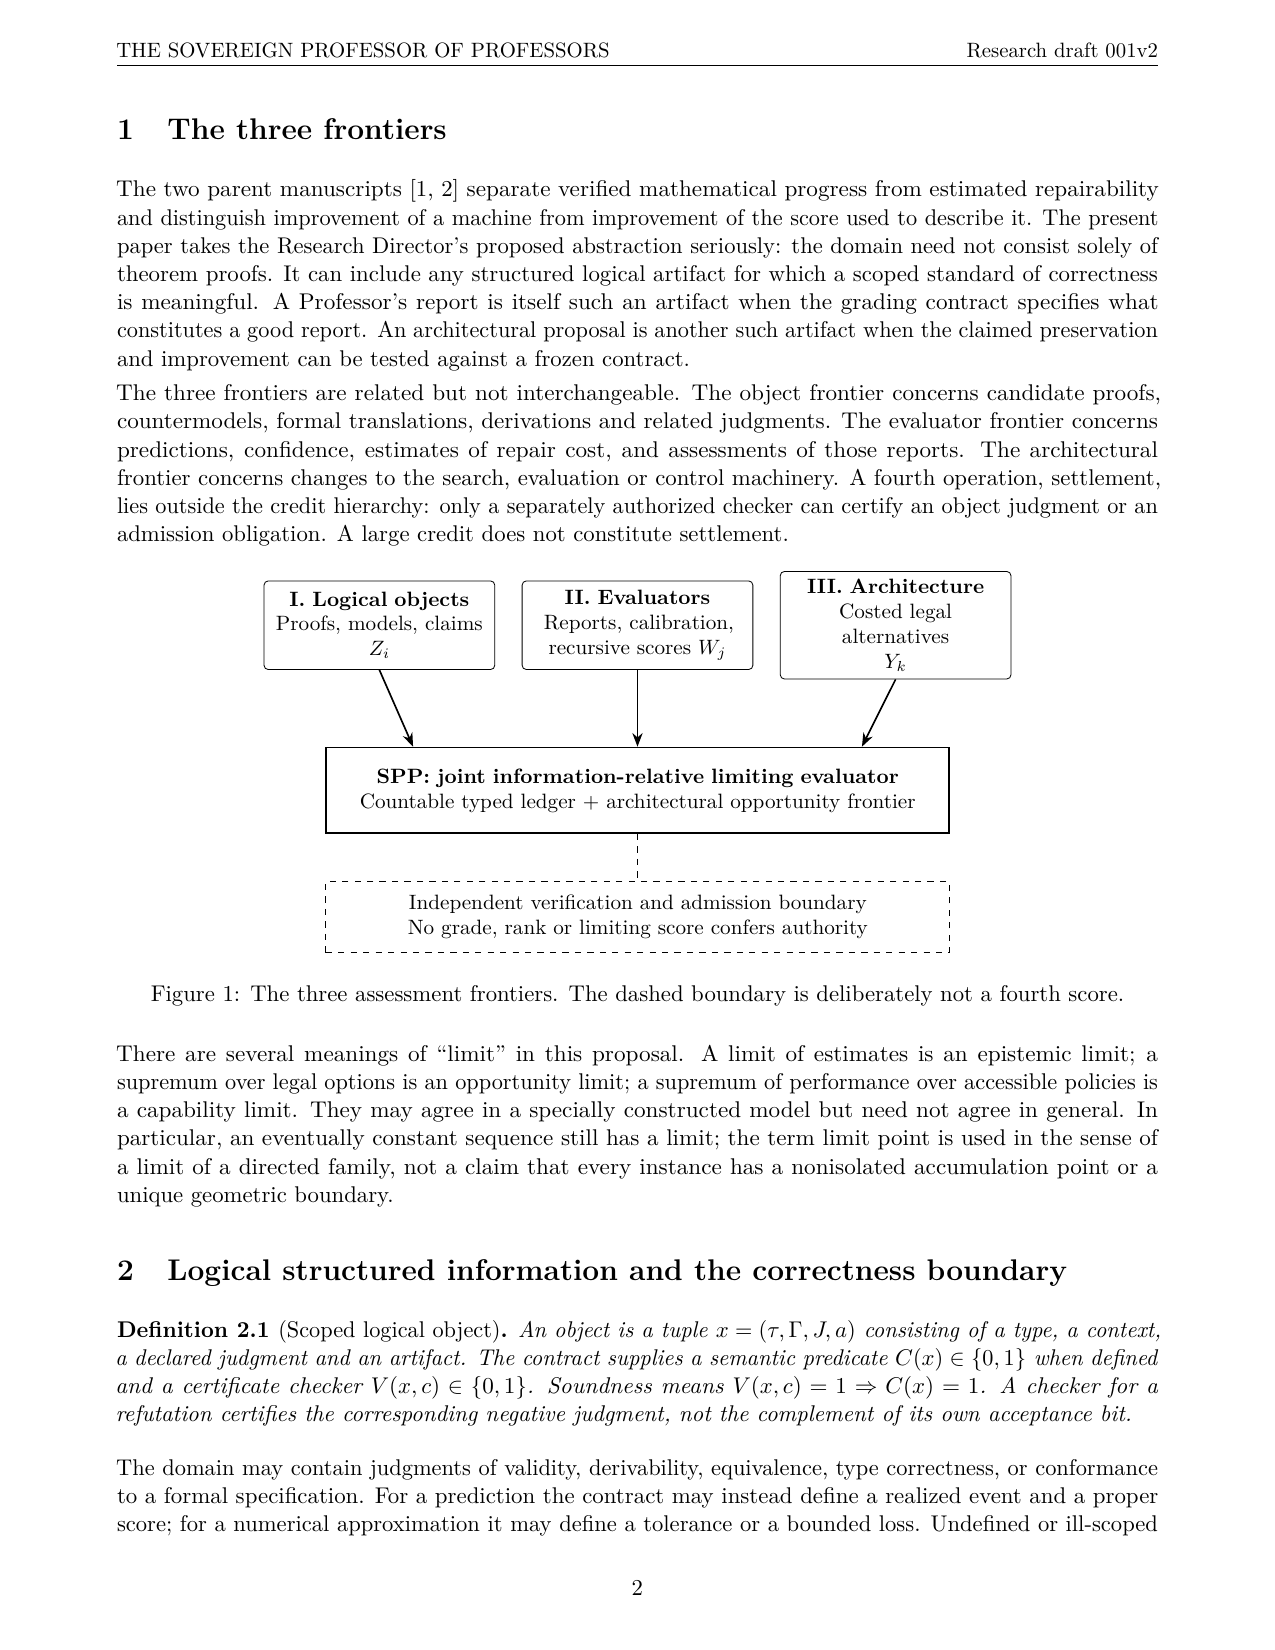 THE SOVEREIGN PROFESSOR OF PROFESSORS Research draft 001v2
1 The three frontiers
The two parent manuscripts [1, 2] separate verified mathematical progress from estimated repairability
and distinguish improvement of a machine from improvement of the score used to describe it. The present
paper takes the Research Director's proposed abstraction seriously: the domain need not consist solely of
theorem proofs. It can include any structured logical artifact for which a scoped standard of correctness
is meaningful. A Professor's report is itself such an artifact when the grading contract specifies what
constitutes a good report. An architectural proposal is another such artifact when the claimed preservation
and improvement can be tested against a frozen contract.
The three frontiers are related but not interchangeable. The object frontier concerns candidate proofs,
countermodels, formal translations, derivations and related judgments. The evaluator frontier concerns
predictions, confidence, estimates of repair cost, and assessments of those reports. The architectural
frontier concerns changes to the search, evaluation or control machinery. A fourth operation, settlement,
lies outside the credit hierarchy: only a separately authorized checker can certify an object judgment or an
admission obligation. A large credit does not constitute settlement.
I. Logical objects
Proofs, models, claims
Z_i
II. Evaluators
Reports, calibration,
recursive scores W_j
III. Architecture
Costed legal
alternatives
Y_k
SPP: joint information-relative limiting evaluator
Countable typed ledger + architectural opportunity frontier
Independent verification and admission boundary
No grade, rank or limiting score confers authority
Figure 1: The three assessment frontiers. The dashed boundary is deliberately not a fourth score.
There are several meanings of “limit” in this proposal. A limit of estimates is an epistemic limit; a
supremum over legal options is an opportunity limit; a supremum of performance over accessible policies is
a capability limit. They may agree in a specially constructed model but need not agree in general. In
particular, an eventually constant sequence still has a limit; the term limit point is used in the sense of
a limit of a directed family, not a claim that every instance has a nonisolated accumulation point or a
unique geometric boundary.
2 Logical structured information and the correctness boundary
Definition 2.1 (Scoped logical object). An object is a tuple x = (τ, Γ, J, a) consisting of a type, a context,
a declared judgment and an artifact. The contract supplies a semantic predicate C(x) ∈ {0, 1} when defined
and a certificate checker V(x, c) ∈ {0, 1}. Soundness means V(x, c) = 1 ⇒ C(x) = 1. A checker for a
refutation certifies the corresponding negative judgment, not the complement of its own acceptance bit.
The domain may contain judgments of validity, derivability, equivalence, type correctness, or conformance
to a formal specification. For a prediction the contract may instead define a realized event and a proper
score; for a numerical approximation it may define a tolerance or a bounded loss. Undefined or ill-scoped
2